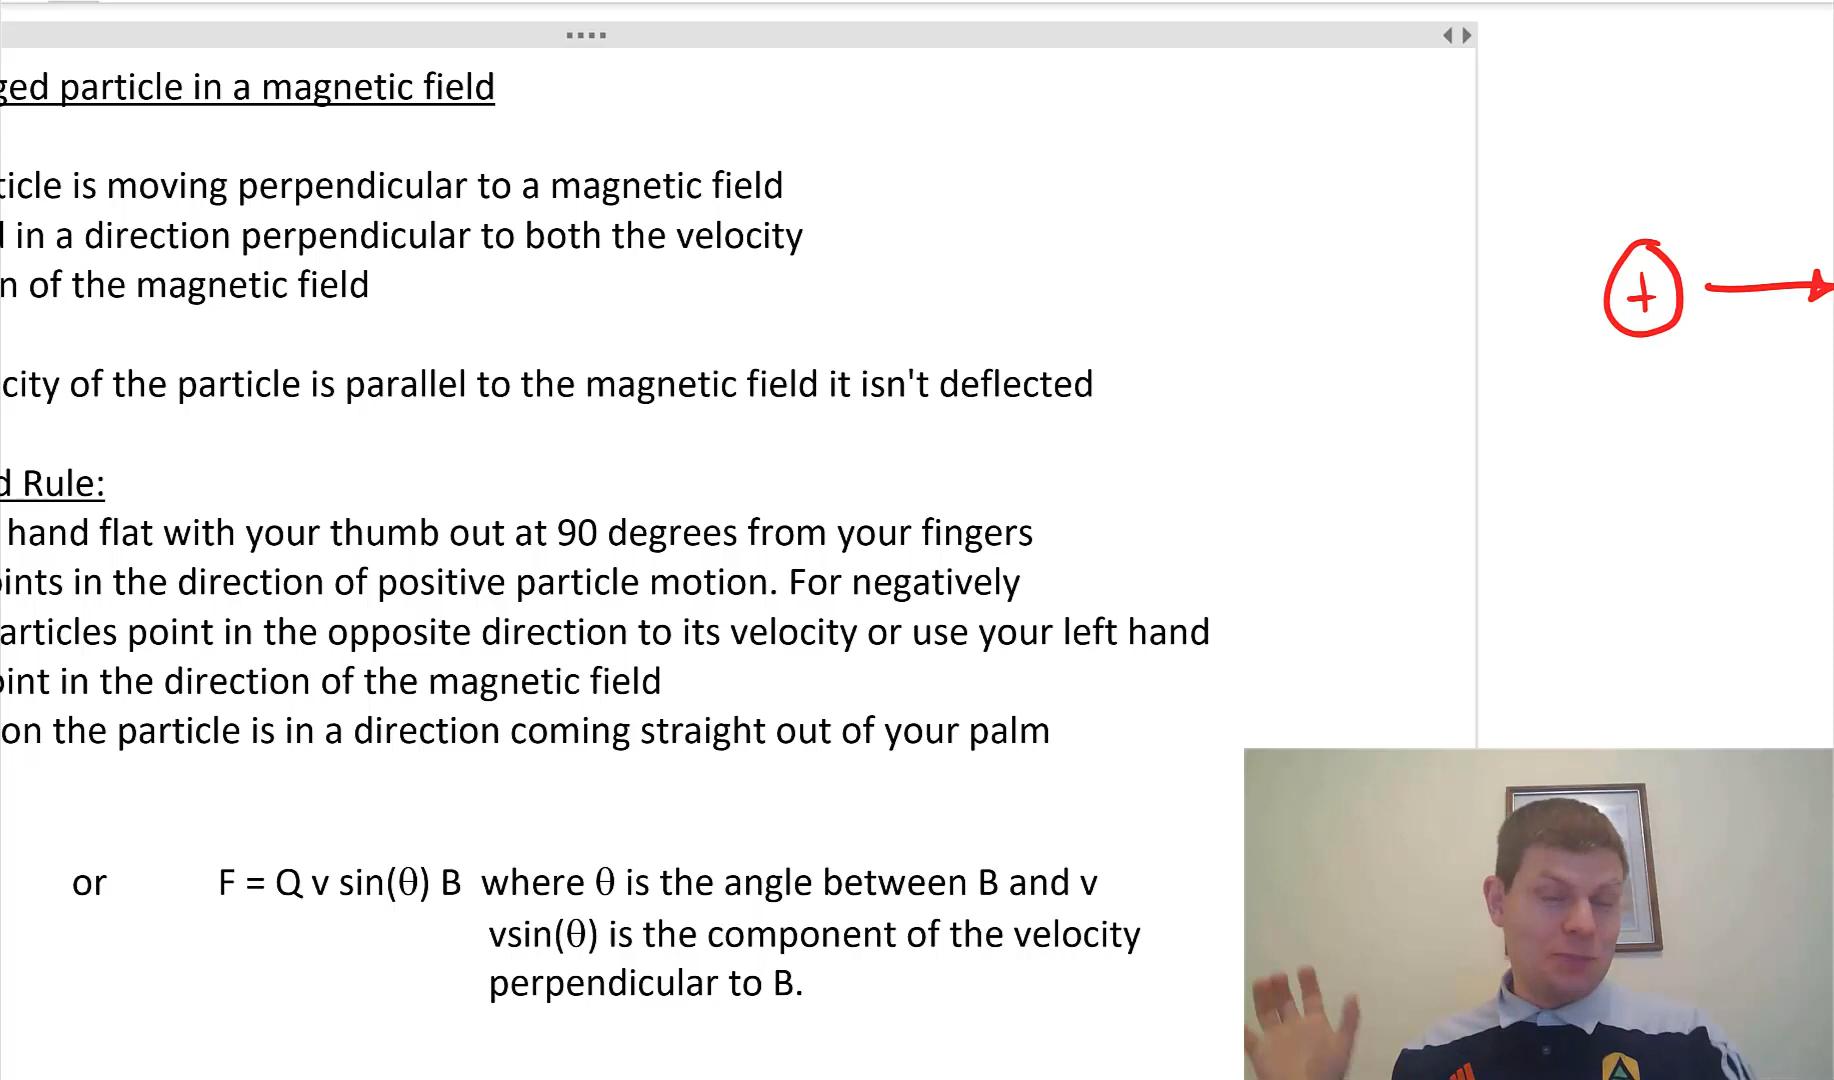 ged particle in a magnetic field
ticle is moving perpendicular to a magnetic field
d in a direction perpendicular to both the velocity
n of the magnetic field
city of the particle is parallel to the magnetic field it isn't deflected
d Rule:
hand flat with your thumb out at 90 degrees from your fingers
oints in the direction of positive particle motion. For negatively
articles point in the opposite direction to its velocity or use your left hand
oint in the direction of the magnetic field
on the particle is in a direction coming straight out of your palm
or F = Q v sin(θ) B where θ is the angle between B and v
vsin(θ) is the component of the velocity
perpendicular to B.
+